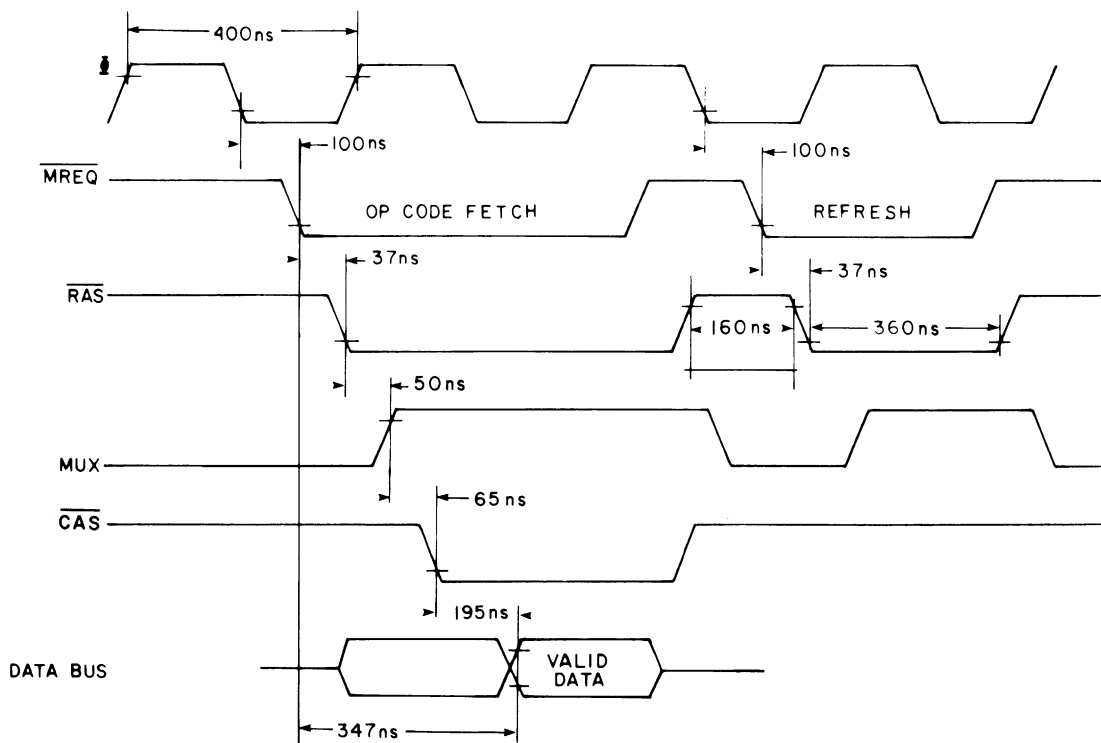 400ns
Φ
100ns
100ns
MREQ
OP CODE FETCH
REFRESH
37ns
37ns
RAS
160ns
360ns
50ns
MUX
65ns
CAS
195ns
DATA BUS
VALID
DATA
347ns